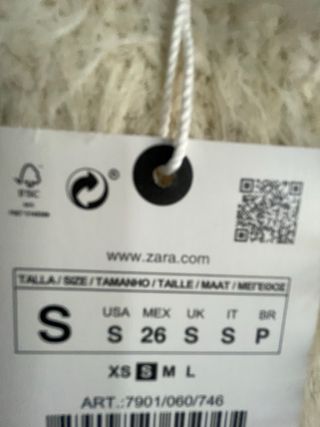 FSC
®
www.zara.com
TALLA / SIZE / TAMANHO / TAILLE / MAAT / ΜΕΓΕΘΟΣ
S
USA MEX UK IT BR
S 26 S S P
XS S M L
ART.:7901/060/746